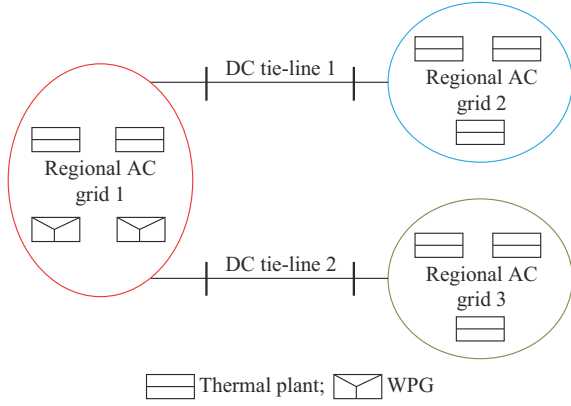 DC tie-line 1
Regional AC
grid 2
Regional AC
grid 1
DC tie-line 2
Regional AC
grid 3
Thermal plant; WPG